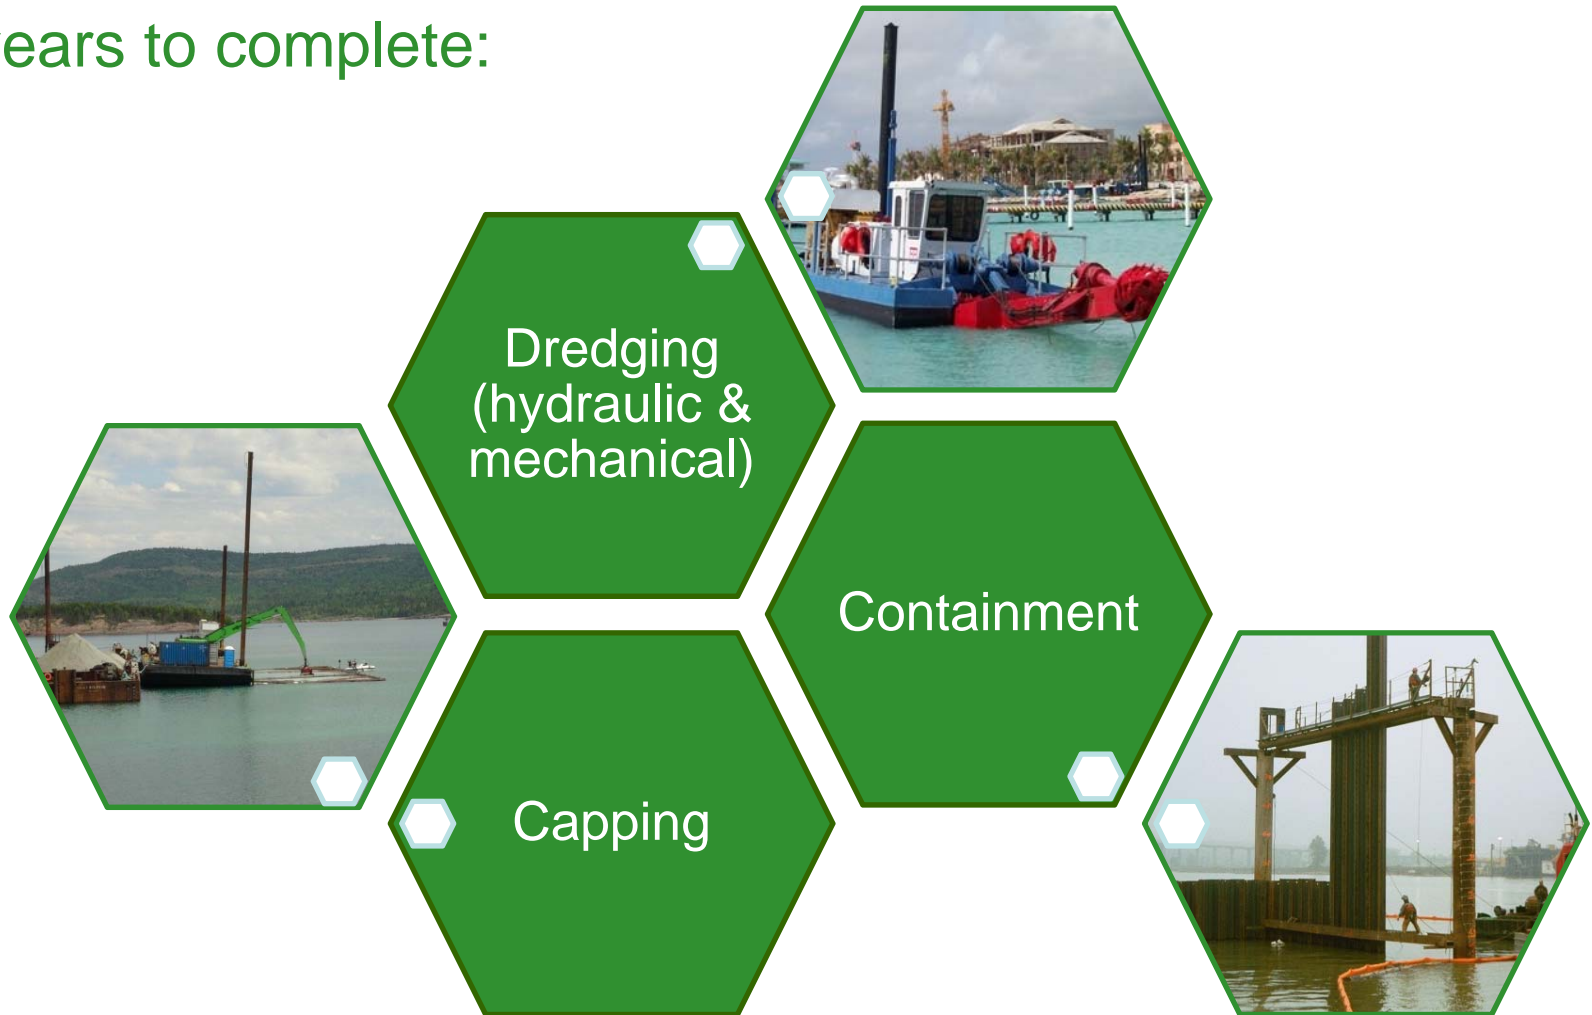 ears to complete:
Dredging
(hydraulic &
mechanical)
Containment
Capping